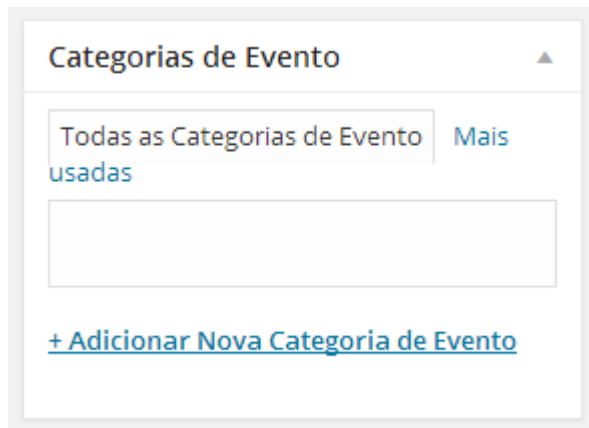 Categorias de Evento
Todas as Categorias de Evento Mais
usadas
+ Adicionar Nova Categoria de Evento